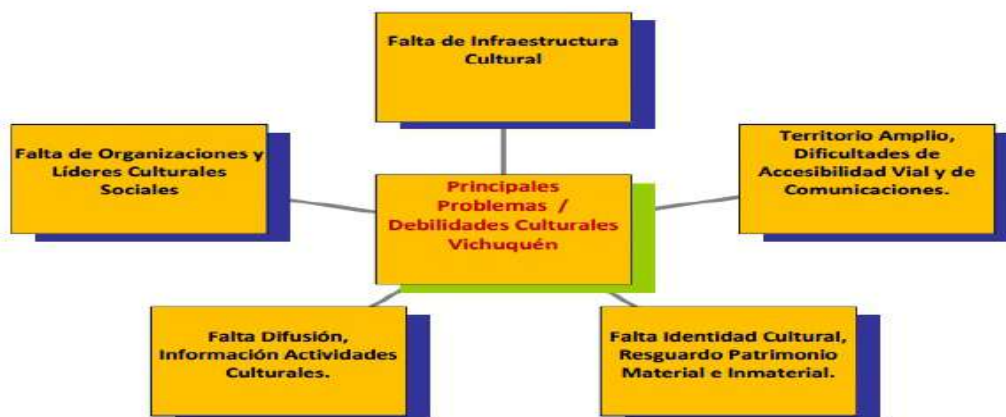 Falta de Infraestructura
Cultural
Falta de Organizaciones y
Líderes Culturales
Sociales
Territorio Amplio,
Dificultades de
Accesibilidad Vial y de
Comunicaciones.
Principales
Problemas /
Debilidades Culturales
Vichuquén
Falta Difusión,
Información Actividades
Culturales.
Falta Identidad Cultural,
Resguardo Patrimonio
Material e Inmaterial.